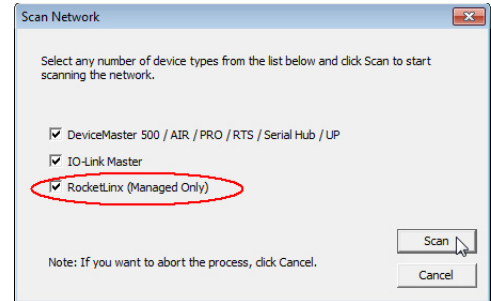 Scan Network
Select any number of device types from the list below and click Scan to start
scanning the network.
DeviceMaster 500 / AIR / PRO / RTS / Serial Hub / UP
IO-Link Master
RocketLinx (Managed Only)
Scan
Note: If you want to abort the process, click Cancel.
Cancel